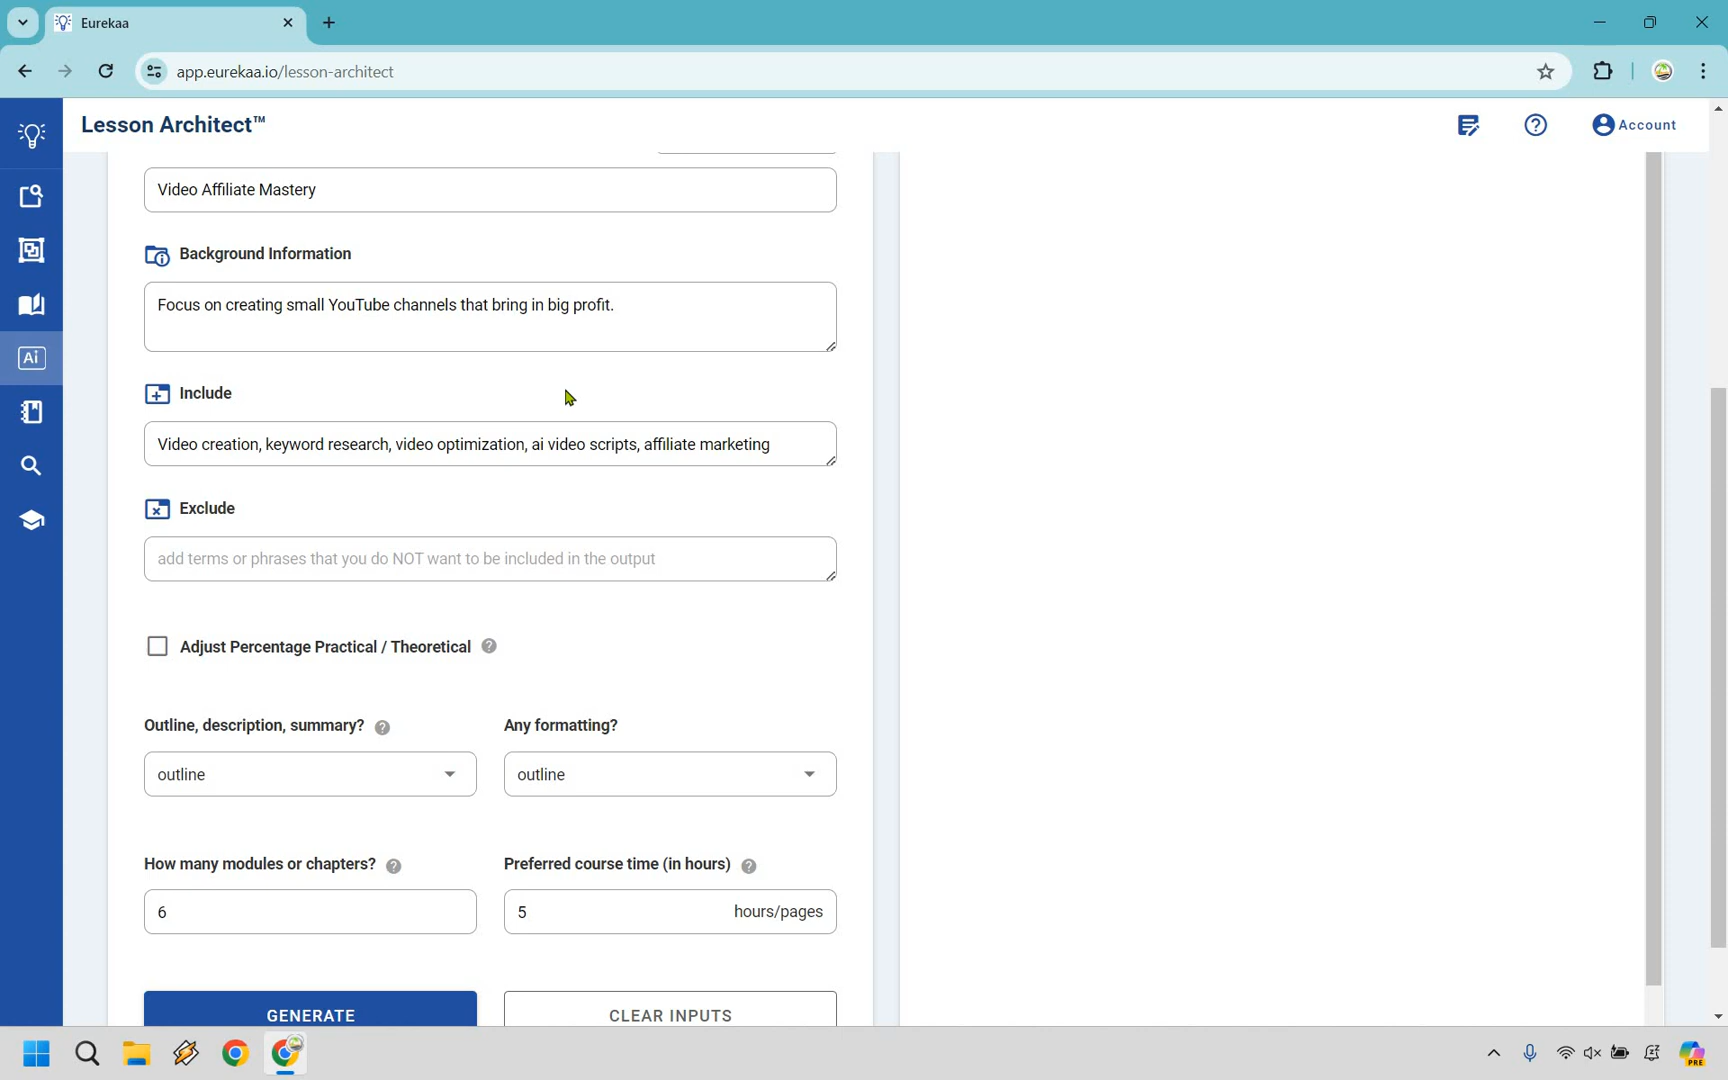 Eurekaa
app.eurekaa.io/lesson-architect
Lesson Architect™
Account
Video Affiliate Mastery
Background Information
Focus on creating small YouTube channels that bring in big profit.
Include
Video creation, keyword research, video optimization, ai video scripts, affiliate marketing
Exclude
add terms or phrases that you do NOT want to be included in the output
Adjust Percentage Practical / Theoretical ?
Outline, description, summary? ? Any formatting?
outline outline
How many modules or chapters? ? Preferred course time (in hours) ?
6 5 hours/pages
GENERATE CLEAR INPUTS
Ai
PRE